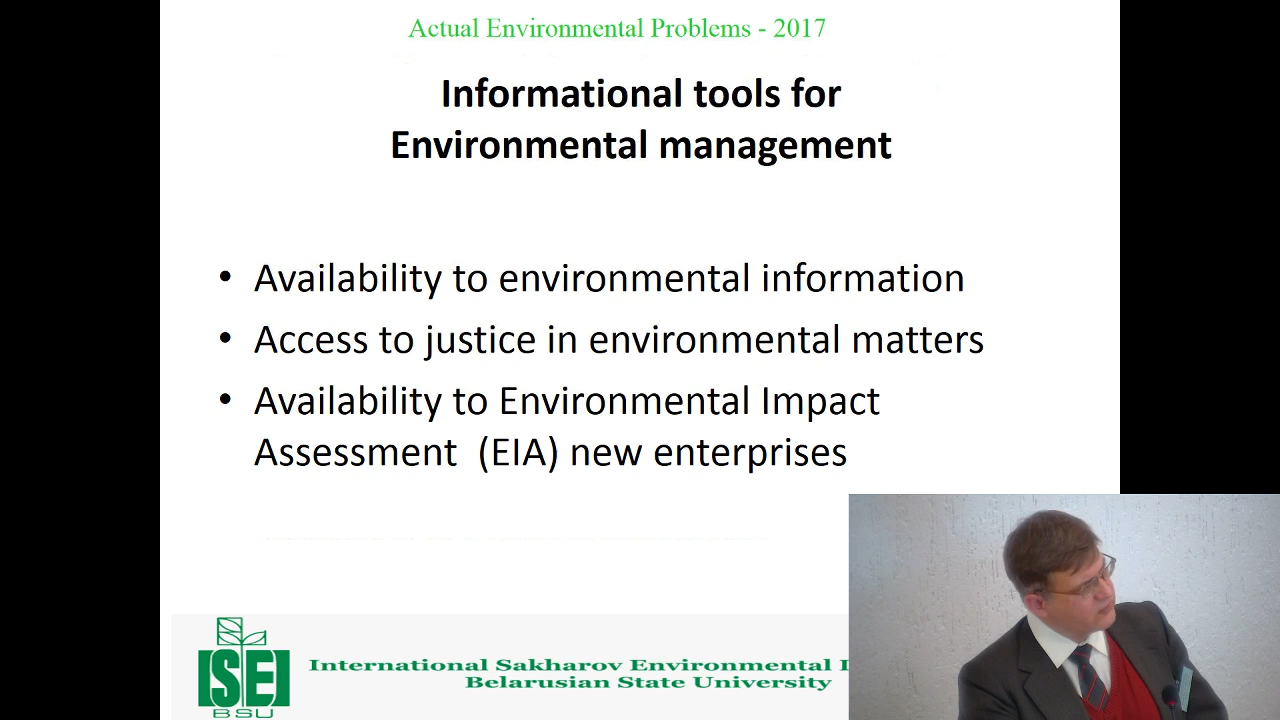 Actual Environmental Problems - 2017
Informational tools for
Environmental management
• Availability to environmental information
• Access to justice in environmental matters
• Availability to Environmental Impact
Assessment (EIA) new enterprises
ISEI
BSU
International Sakharov Environmental
Belarusian State University